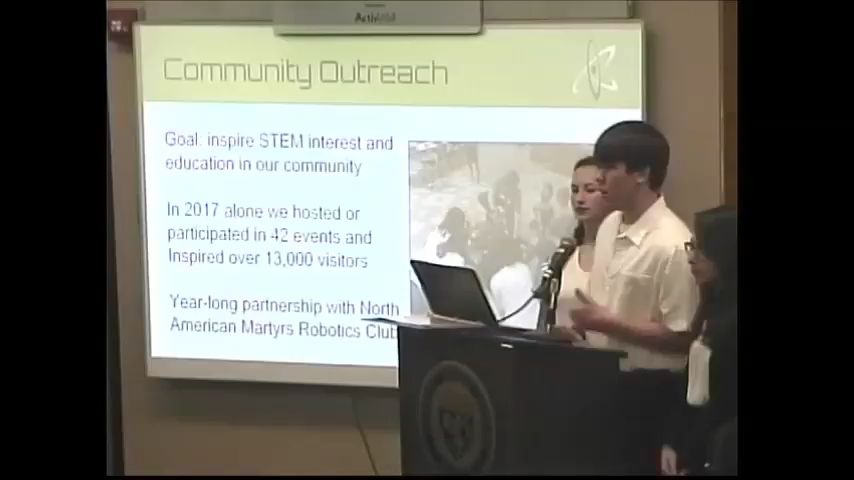 Community Outreach
Goal: inspire STEM interest and
education in our community
In 2017 alone we hosted or
participated in 42 events and
Inspired over 13,000 visitors
Year-long partnership with North
American Martyrs Robotics Club